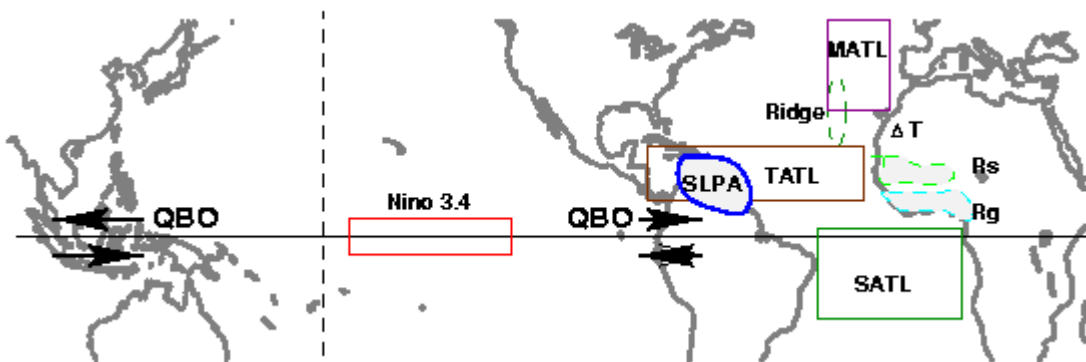 MATL
Ridge
ΔT
SLPA
TATL
Rs
Nino 3.4
QBO
QBO
Rg
SATL